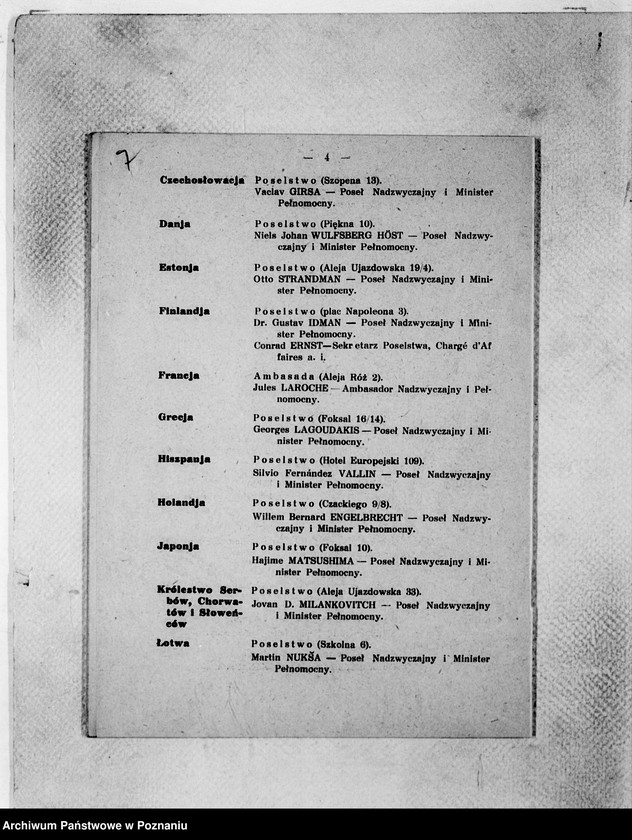 7
— 4 —
Czechosłowacja Poselstwo (Szopena 13).
Vaclav GIRSA — Poseł Nadzwyczajny i Minister
Pełnomocny.
Danja Poselstwo (Piękna 10).
Niels Johan WULFSBERG HÖST — Poseł Nadzwy-
czajny i Minister Pełnomocny.
Estonja Poselstwo (Aleja Ujazdowska 19/4).
Otto STRANDMAN — Poseł Nadzwyczajny i Mini-
ster Pełnomocny.
Finlandja Poselstwo (plac Napoleona 3).
Dr. Gustav IDMAN — Poseł Nadzwyczajny i Mini-
ster Pełnomocny.
Conrad ERNST—Sekretarz Poselstwa, Chargé d'Af
faires a. i.
Francja Ambasada (Aleja Róż 2).
Jules LAROCHE — Ambasador Nadzwyczajny i Peł-
nomocny.
Grecja Poselstwo (Foksal 16/14).
Georges LAGOUDAKIS — Poseł Nadzwyczajny i Mi-
nister Pełnomocny.
Hiszpanja Poselstwo (Hotel Europejski 109).
Silvio Fernández VALLIN — Poseł Nadzwyczajny
i Minister Pełnomocny.
Holandja Poselstwo (Czackiego 9/8).
Willem Bernard ENGELBRECHT — Poseł Nadzwy-
czajny i Minister Pełnomocny.
Japonja Poselstwo (Foksal 10).
Hajime MATSUSHIMA — Poseł Nadzwyczajny i Mi-
nister Pełnomocny.
Królestwo Ser- Poselstwo (Aleja Ujazdowska 33).
bów, Chorwa- Jovan D. MILANKOVITCH — Poseł Nadzwyczajny
tów i Słoweń- i Minister Pełnomocny.
ców
Łotwa Poselstwo (Szkolna 6).
Martin NUKŠA — Poseł Nadzwyczajny i Minister
Pełnomocny.
Archiwum Państwowe w Poznaniu